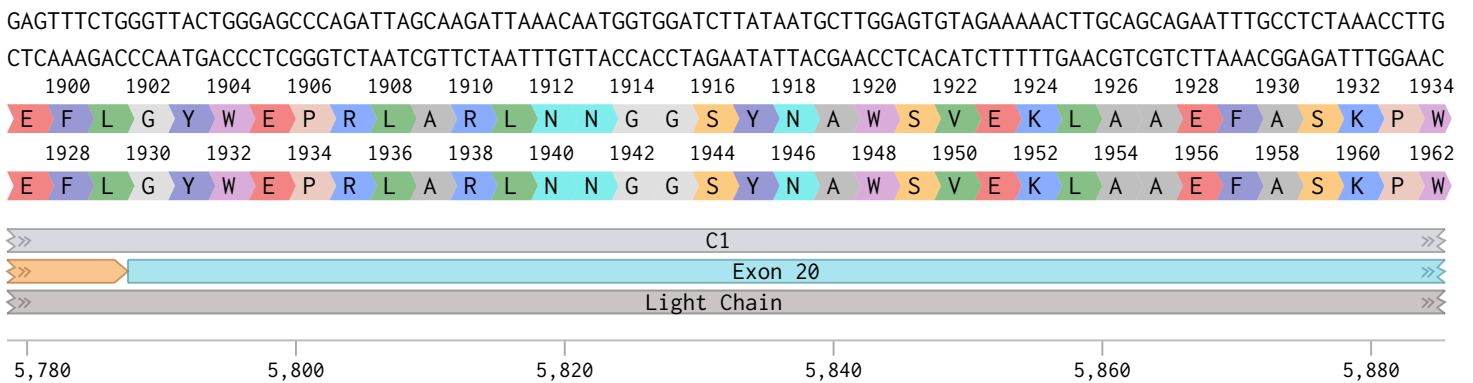 GAGTTTCTGGGTTACTGGGAGCCCAGATTAGCAAGATTAAACAATGGTGGATCTTATAATGCTTGGAGTGTAGAAAAACTTGCAGCAGAATTTGCCTCTAAACCTTG
CTCAAAGACCCAATGACCCTCGGGTCTAATCGTTCTAATTTGTTACCACCTAGAATATTACGAACCTCACATCTTTTTGAACGTCGTCTTAAACGGAGATTTGGAAC
1900 1902 1904 1906 1908 1910 1912 1914 1916 1918 1920 1922 1924 1926 1928 1930 1932 1934
E F L G Y W E P R L A R L N N G G S Y N A W S V E K L A A E F A S K P W
1928 1930 1932 1934 1936 1938 1940 1942 1944 1946 1948 1950 1952 1954 1956 1958 1960 1962
E F L G Y W E P R L A R L N N G G S Y N A W S V E K L A A E F A S K P W
C1
Exon 20
Light Chain
5,780 5,800 5,820 5,840 5,860 5,880